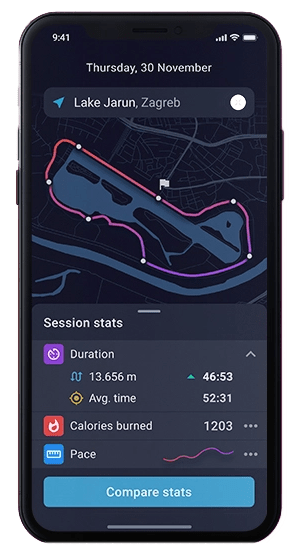 9:41
Thursday, 30 November
Lake Jarun, Zagreb
Session stats
Duration
13.656 m 46:53
Avg. time 52:31
Calories burned 1203
Pace
Compare stats